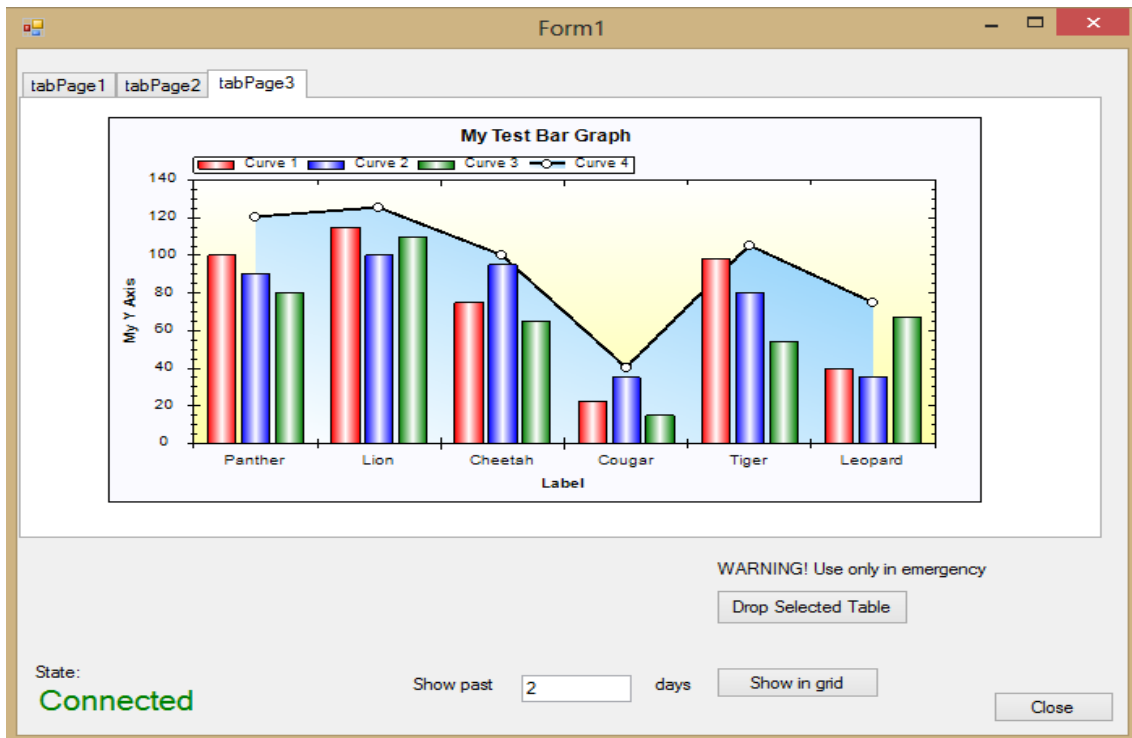 Form1
tabPage1 tabPage2 tabPage3
My Test Bar Graph
Curve 1 Curve 2 Curve 3 Curve 4
My Y Axis
140
120
100
80
60
40
20
0
Panther Lion Cheetah Cougar Tiger Leopard
Label
WARNING! Use only in emergency
Drop Selected Table
State:
Connected
Show past 2 days Show in grid
Close